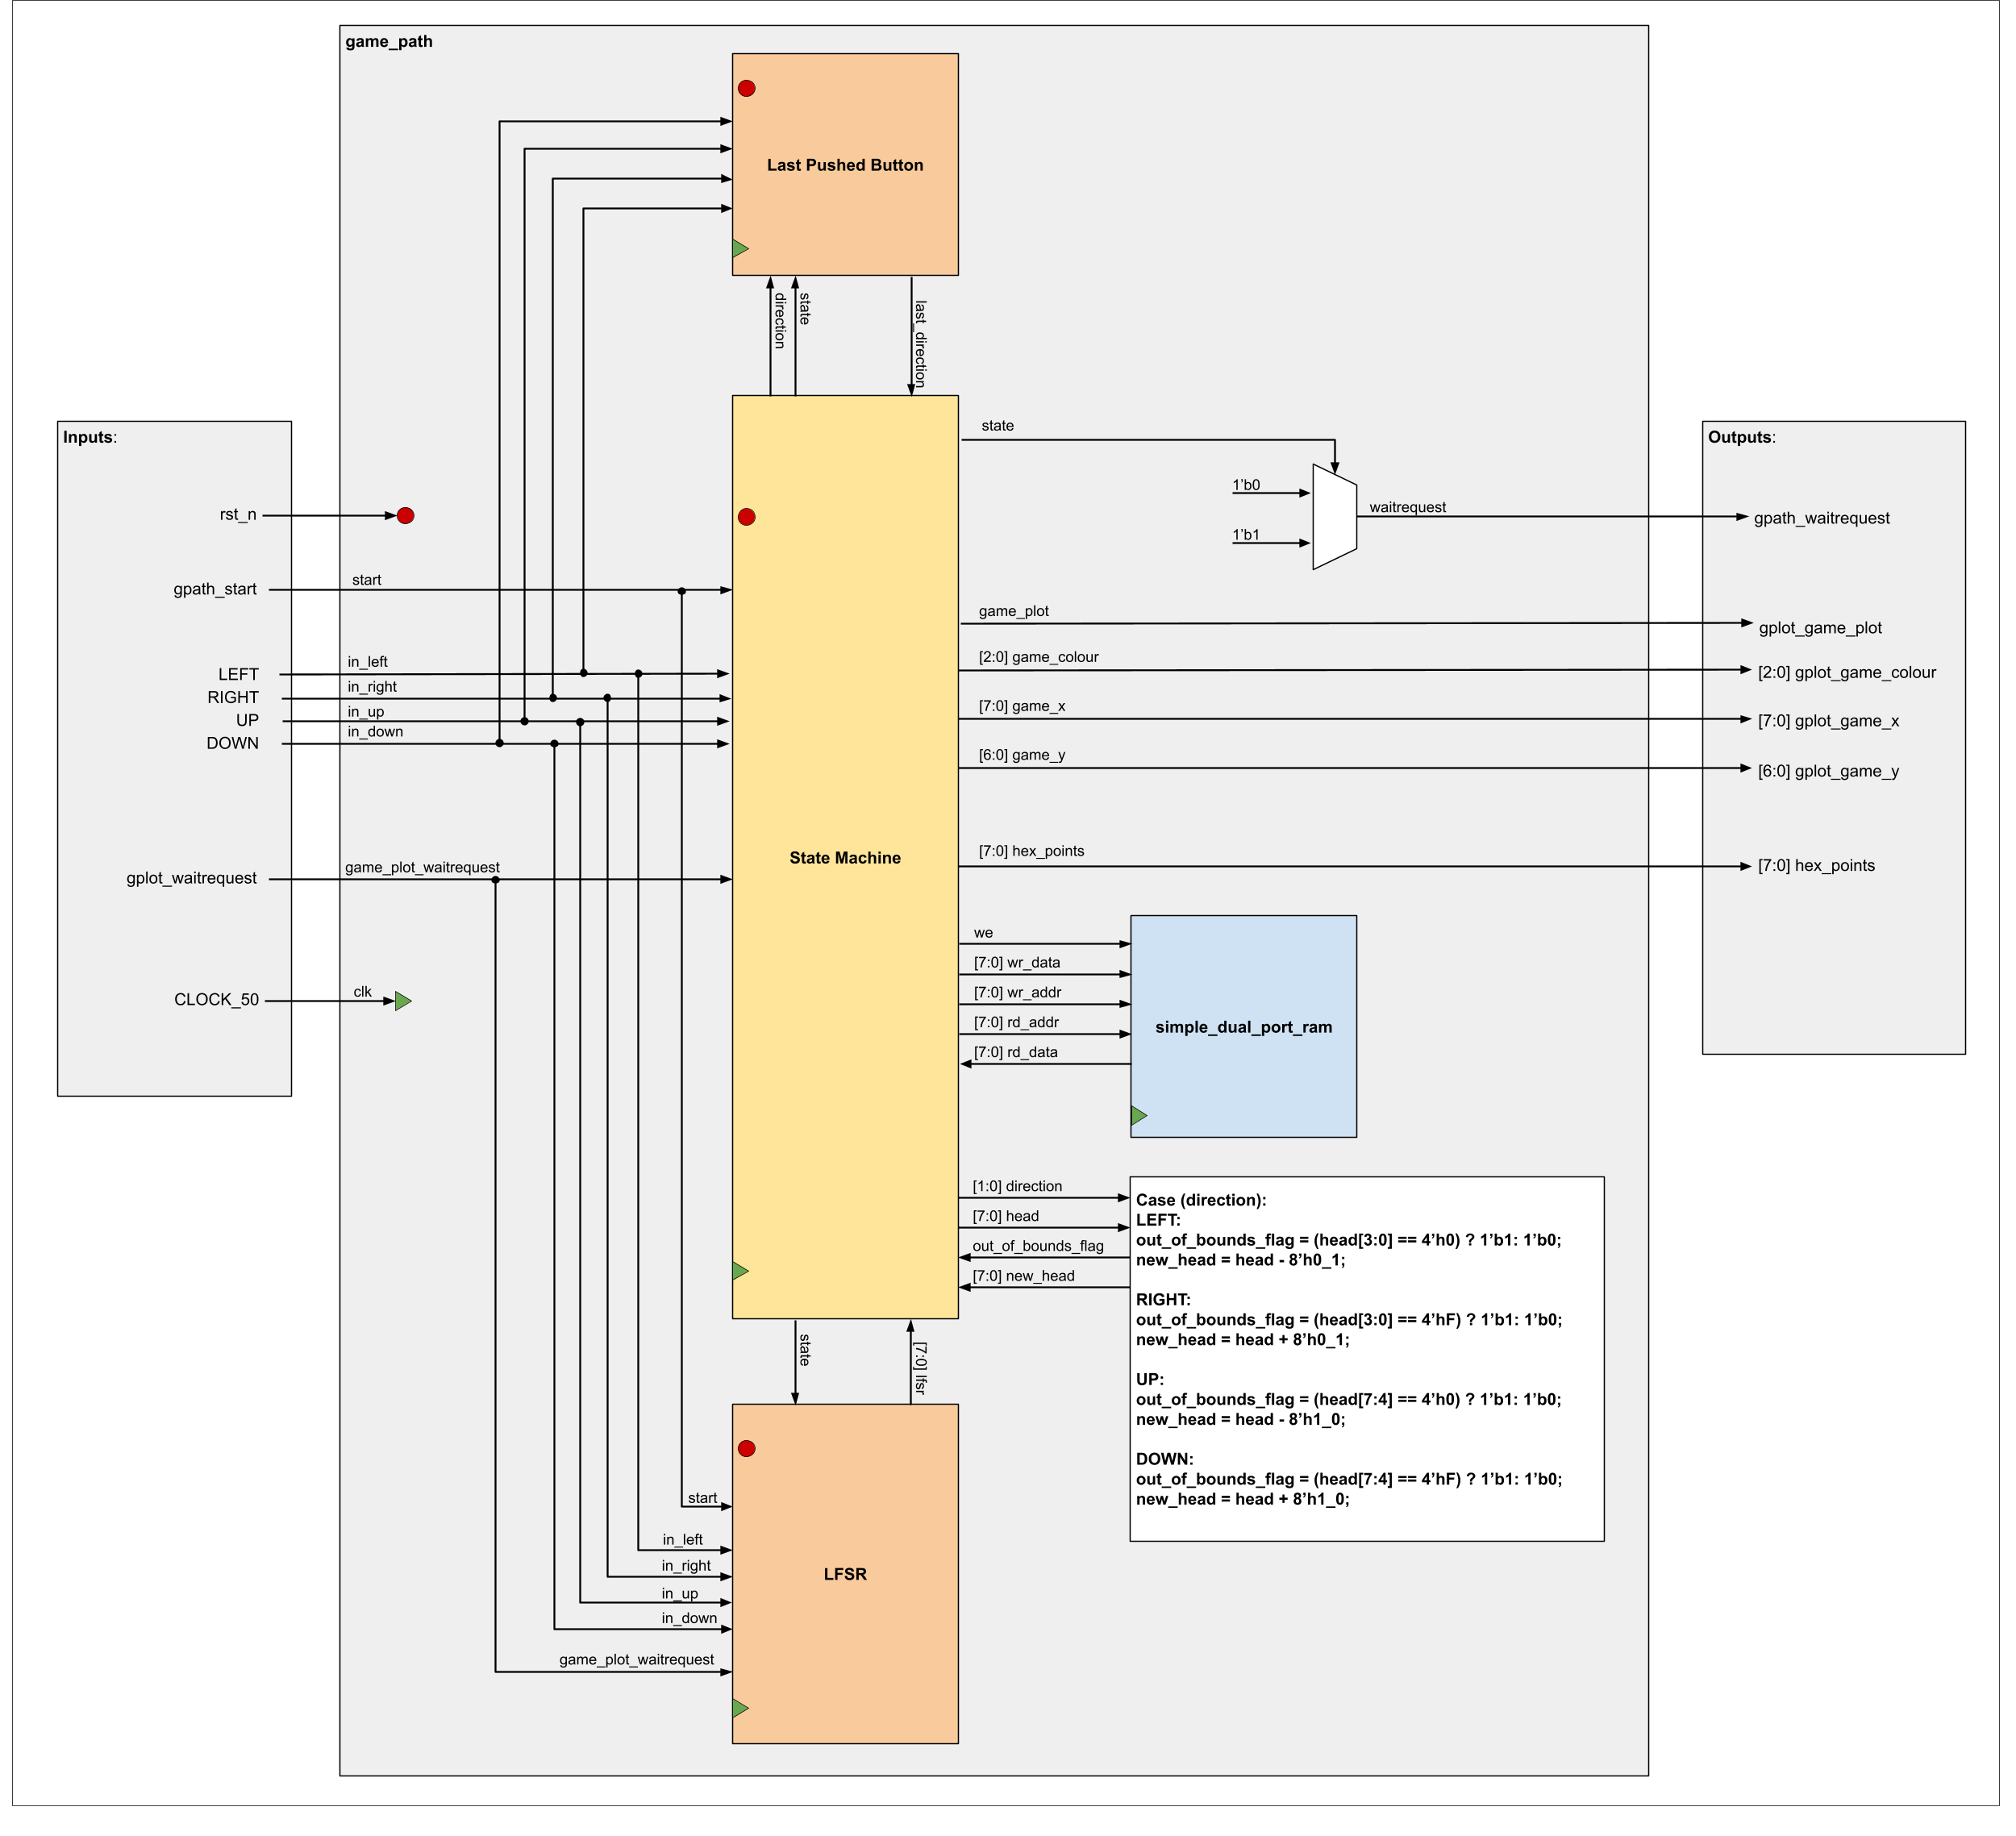 game_path
Last Pushed Button
direction
state
last_direction
Inputs:
rst_n
gpath_start
start
LEFT
in_left
RIGHT
in_right
UP
in_up
DOWN
in_down
gplot_waitrequest
game_plot_waitrequest
CLOCK_50
clk
State Machine
state
1'b0
1'b1
waitrequest
game_plot
[2:0] game_colour
[7:0] game_x
[6:0] game_y
[7:0] hex_points
we
[7:0] wr_data
[7:0] wr_addr
[7:0] rd_addr
[7:0] rd_data
simple_dual_port_ram
[1:0] direction
[7:0] head
out_of_bounds_flag
[7:0] new_head
Case (direction):
LEFT:
out_of_bounds_flag = (head[3:0] == 4'h0) ? 1'b1: 1'b0;
new_head = head - 8'h0_1;
RIGHT:
out_of_bounds_flag = (head[3:0] == 4'hF) ? 1'b1: 1'b0;
new_head = head + 8'h0_1;
UP:
out_of_bounds_flag = (head[7:4] == 4'h0) ? 1'b1: 1'b0;
new_head = head - 8'h1_0;
DOWN:
out_of_bounds_flag = (head[7:4] == 4'hF) ? 1'b1: 1'b0;
new_head = head + 8'h1_0;
Outputs:
gpath_waitrequest
gplot_game_plot
[2:0] gplot_game_colour
[7:0] gplot_game_x
[6:0] gplot_game_y
[7:0] hex_points
state
[7:0] lfsr
start
in_left
in_right
in_up
in_down
game_plot_waitrequest
LFSR